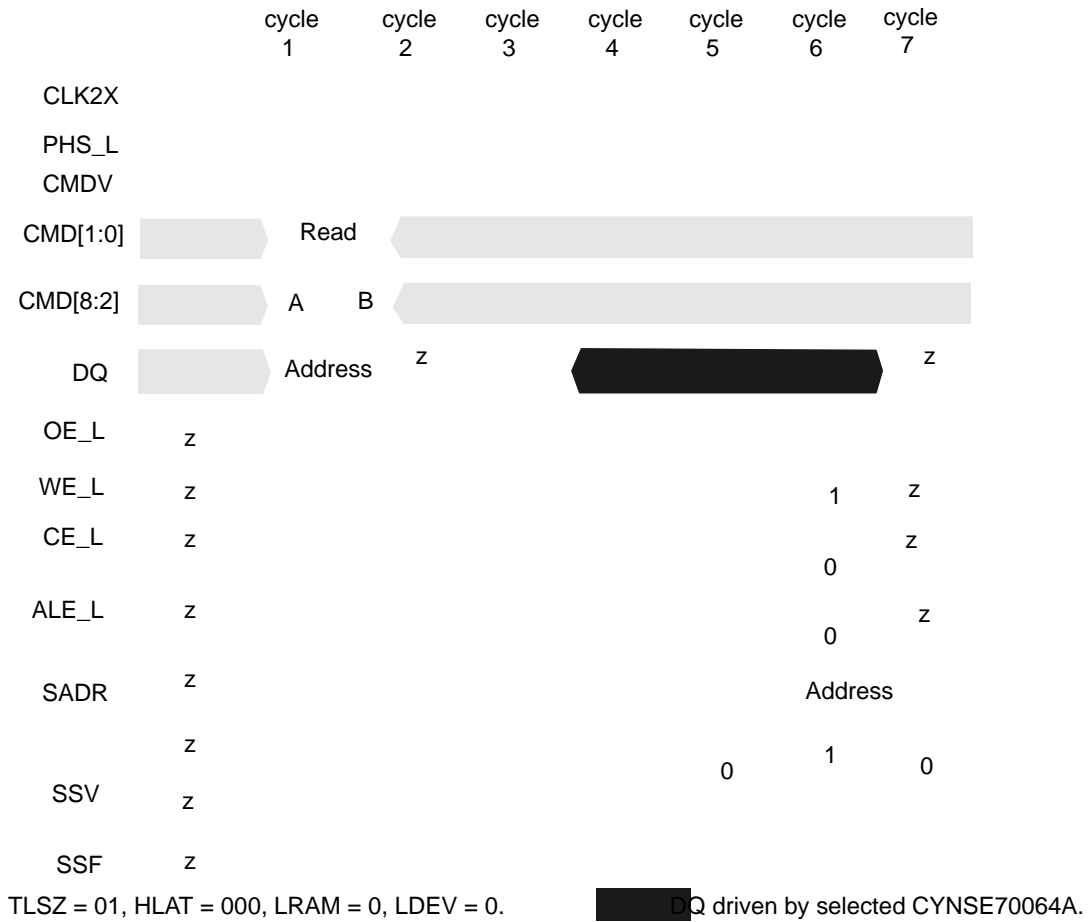 cycle 1 cycle 2 cycle 3 cycle 4 cycle 5 cycle 6 cycle 7
CLK2X
PHS_L
CMDV
CMD[1:0] Read
CMD[8:2] A B
DQ Address z z
OE_L z
WE_L z 1 z
CE_L z 0 z
ALE_L z 0 z
SADR z Address
z 0 1 0
SSV z
SSF z
TLSZ = 01, HLAT = 000, LRAM = 0, LDEV = 0. DQ driven by selected CYNSE70064A.